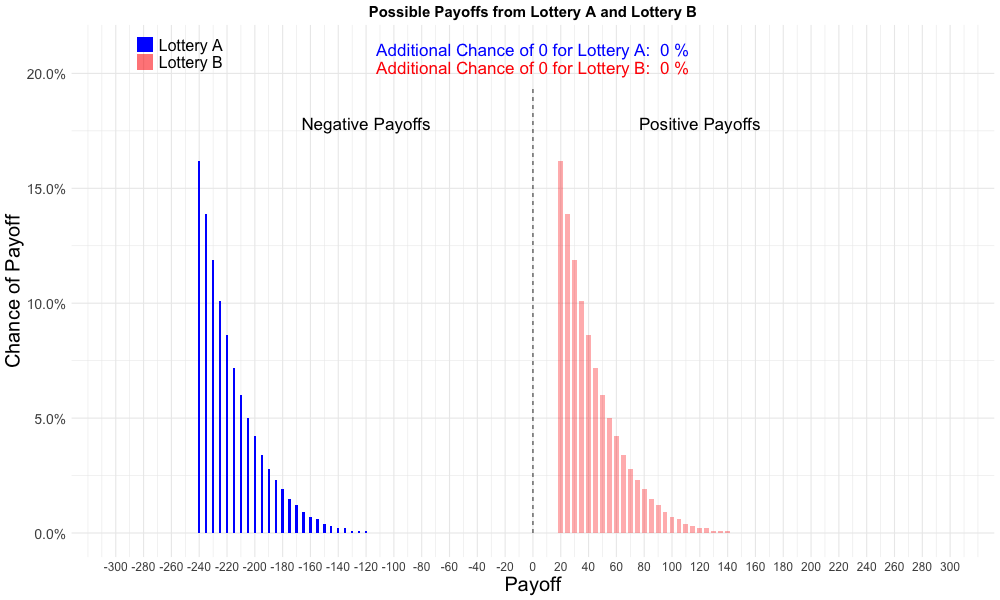 Possible Payoffs from Lottery A and Lottery B
Lottery A
Lottery B
Additional Chance of 0 for Lottery A:  0 %
Additional Chance of 0 for Lottery B:  0 %
Negative Payoffs
Positive Payoffs
Chance of Payoff
20.0%
15.0%
10.0%
5.0%
0.0%
-300 -280 -260 -240 -220 -200 -180 -160 -140 -120 -100 -80 -60 -40 -20 0 20 40 60 80 100 120 140 160 180 200 220 240 260 280 300
Payoff